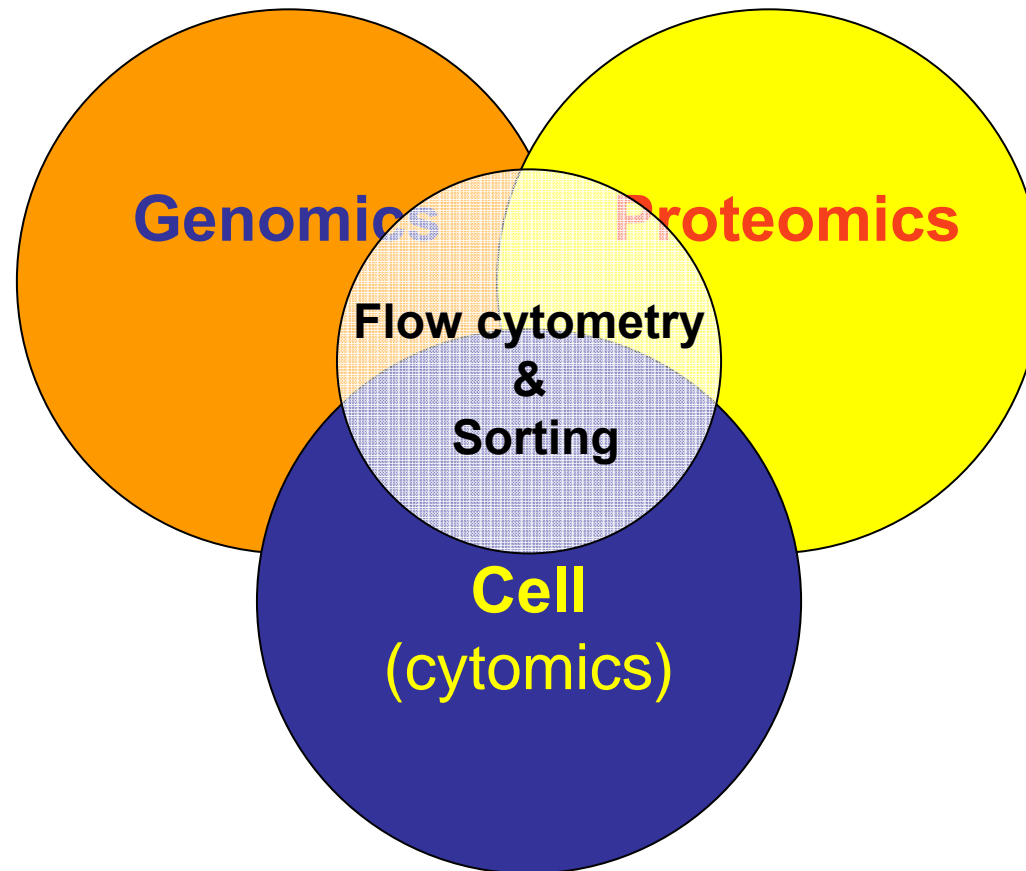 Genomics
Proteomics
Flow cytometry
&
Sorting
Cell
(cytomics)